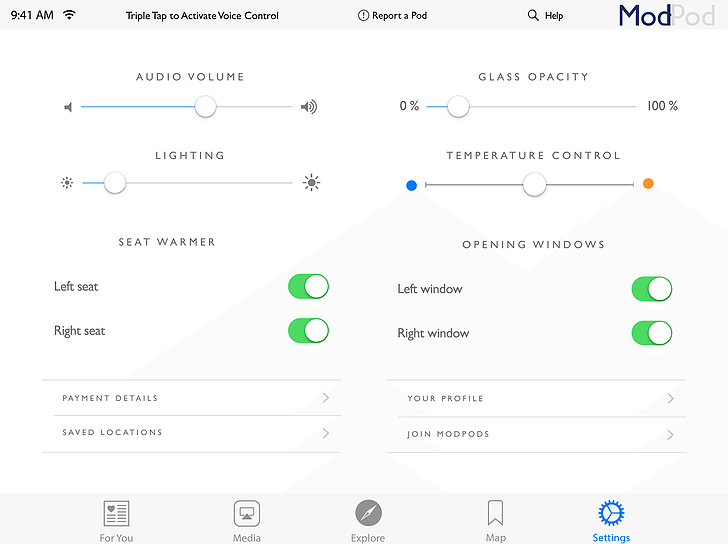 9:41 AM Triple Tap to Activate Voice Control Report a Pod Help ModPod
AUDIO VOLUME
GLASS OPACITY
0 % 100 %
LIGHTING
TEMPERATURE CONTROL
SEAT WARMER
OPENING WINDOWS
Left seat
Left window
Right seat
Right window
PAYMENT DETAILS
YOUR PROFILE
SAVED LOCATIONS
JOIN MODPODS
For You Media Explore Map Settings